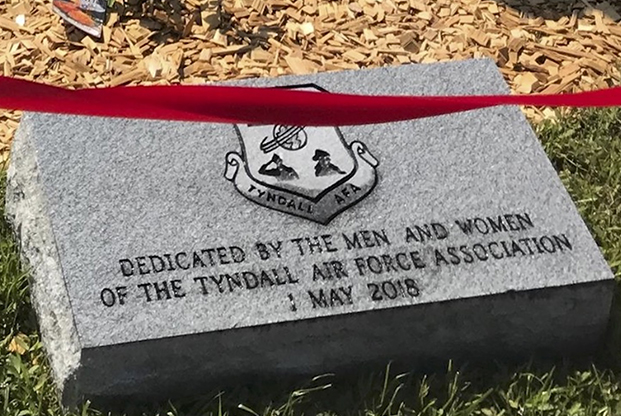 TYNDALL AFA
DEDICATED BY THE MEN AND WOMEN
OF THE TYNDALL AIR FORCE ASSOCIATION
1 MAY 2018